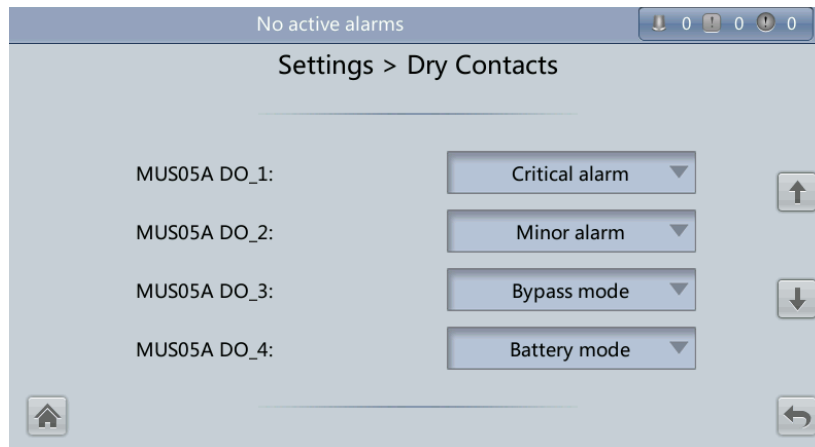 No active alarms 0 0 0
Settings > Dry Contacts
MUS05A DO_1: Critical alarm
MUS05A DO_2: Minor alarm
MUS05A DO_3: Bypass mode
MUS05A DO_4: Battery mode